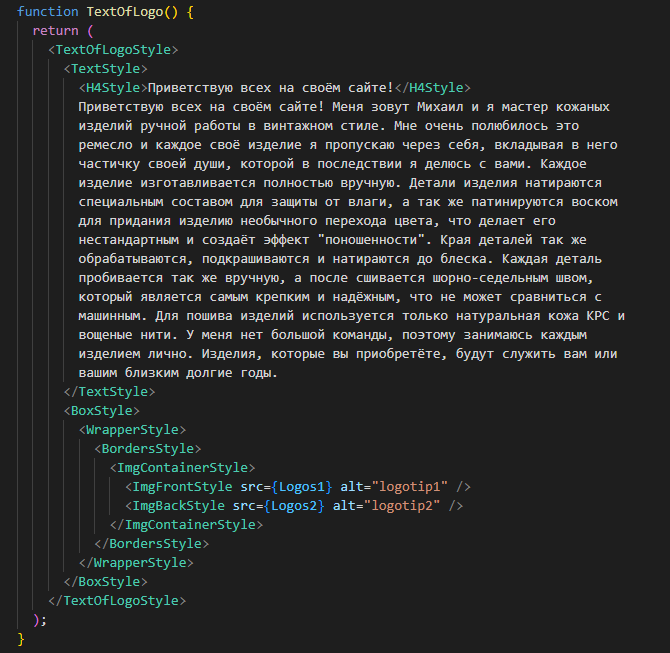 function TextOfLogo() {
return (
<TextOfLogoStyle>
<TextStyle>
<H4Style>Приветствую всех на своём сайте!</H4Style>
Приветствую всех на своём сайте! Меня зовут Михаил и я мастер кожаных
изделий ручной работы в винтажном стиле. Мне очень полюбилось это
ремесло и каждое своё изделие я пропускаю через себя, вкладывая в него
частичку своей души, которой в последствии я делюсь с вами. Каждое
изделие изготавливается полностью вручную. Детали изделия натираются
специальным составом для защиты от влаги, а так же патинируются воском
для придания изделию необычного перехода цвета, что делает его
нестандартным и создаёт эффект "поношенности". Края деталей так же
обрабатываются, подкрашиваются и натираются до блеска. Каждая деталь
пробивается так же вручную, а после сшивается шорно-седельным швом,
который является самым крепким и надёжным, что не может сравниться с
машинным. Для пошива изделий используется только натуральная кожа КРС и
вощеные нити. У меня нет большой команды, поэтому занимаюсь каждым
изделием лично. Изделия, которые вы приобретёте, будут служить вам или
вашим близким долгие годы.
</TextStyle>
<BoxStyle>
<WrapperStyle>
<BordersStyle>
<ImgContainerStyle>
<ImgFrontStyle src={Logos1} alt="logotip1" />
<ImgBackStyle src={Logos2} alt="logotip2" />
</ImgContainerStyle>
</BordersStyle>
</WrapperStyle>
</BoxStyle>
</TextOfLogoStyle>
);
}